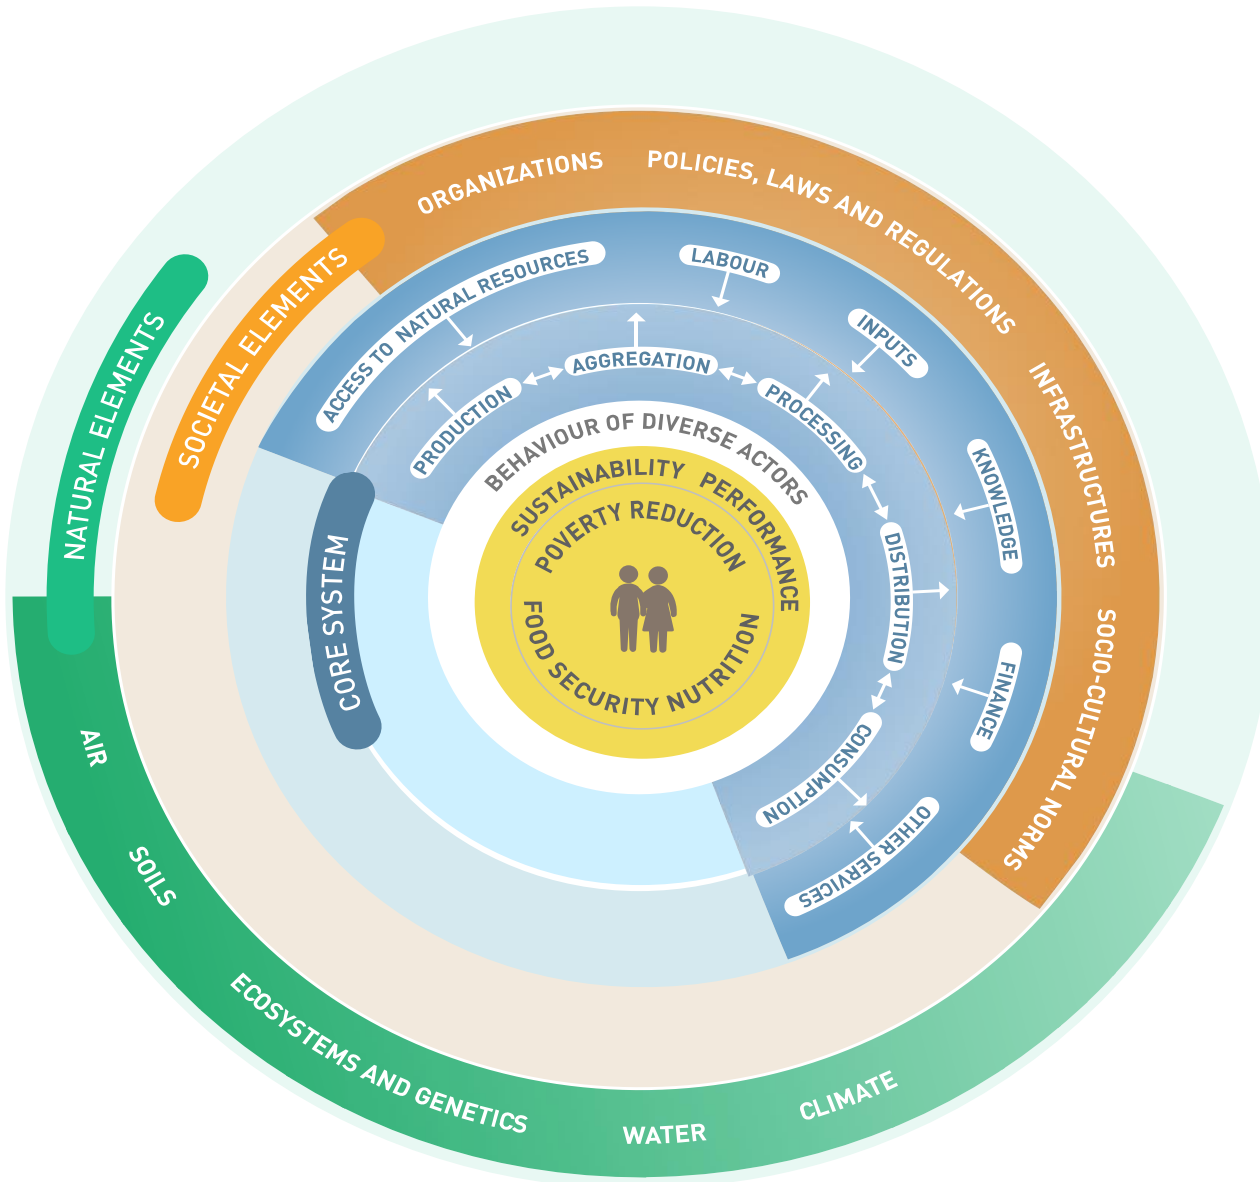 NATURAL ELEMENTS
SOCIETAL ELEMENTS
CORE SYSTEM
ORGANIZATIONS
POLICIES, LAWS AND REGULATIONS
INFRASTRUCTURES
SOCIO-CULTURAL NORMS
ACCESS TO NATURAL RESOURCES
LABOUR
INPUTS
KNOWLEDGE
FINANCE
OTHER SERVICES
PRODUCTION
AGGREGATION
PROCESSING
DISTRIBUTION
CONSUMPTION
BEHAVIOUR OF DIVERSE ACTORS
SUSTAINABILITY PERFORMANCE
POVERTY REDUCTION
FOOD SECURITY NUTRITION
AIR
SOILS
ECOSYSTEMS AND GENETICS
WATER
CLIMATE